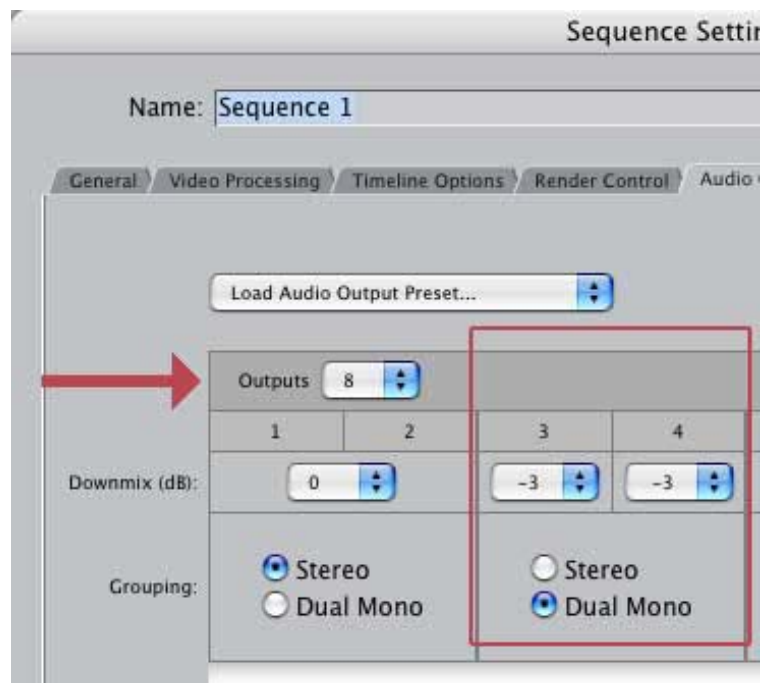 Sequence Settin
Name: Sequence 1
General Video Processing Timeline Options Render Control Audio
Load Audio Output Preset...
Outputs 8
1 2 3 4
Downmix (dB): 0 -3 -3
Grouping: Stereo Stereo
Dual Mono Dual Mono